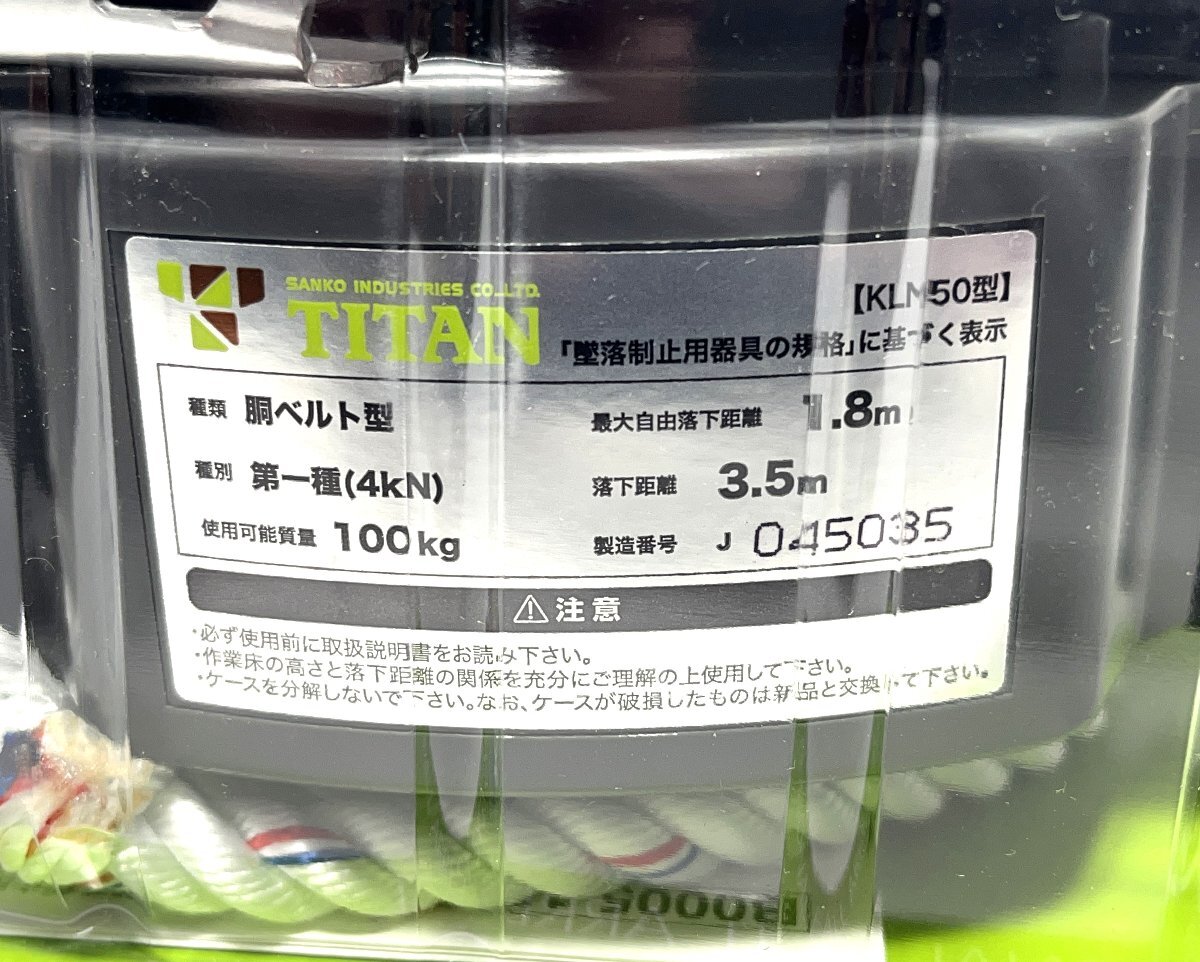 SANKO INDUSTRIES CO.,LTD.
TITAN
【KLM50型】
「墜落制止用器具の規格」に基づく表示
種類 胴ベルト型
最大自由落下距離 1.8m
種別 第一種(4kN)
落下距離 3.5m
使用可能質量 100kg
製造番号 J 045035
⚠注意
・必ず使用前に取扱説明書をお読み下さい。
・作業床の高さと落下距離の関係を充分にご理解の上使用して下さい。
・ケースを分解しないで下さい。なお、ケースが破損したものは新品と交換して下さい。